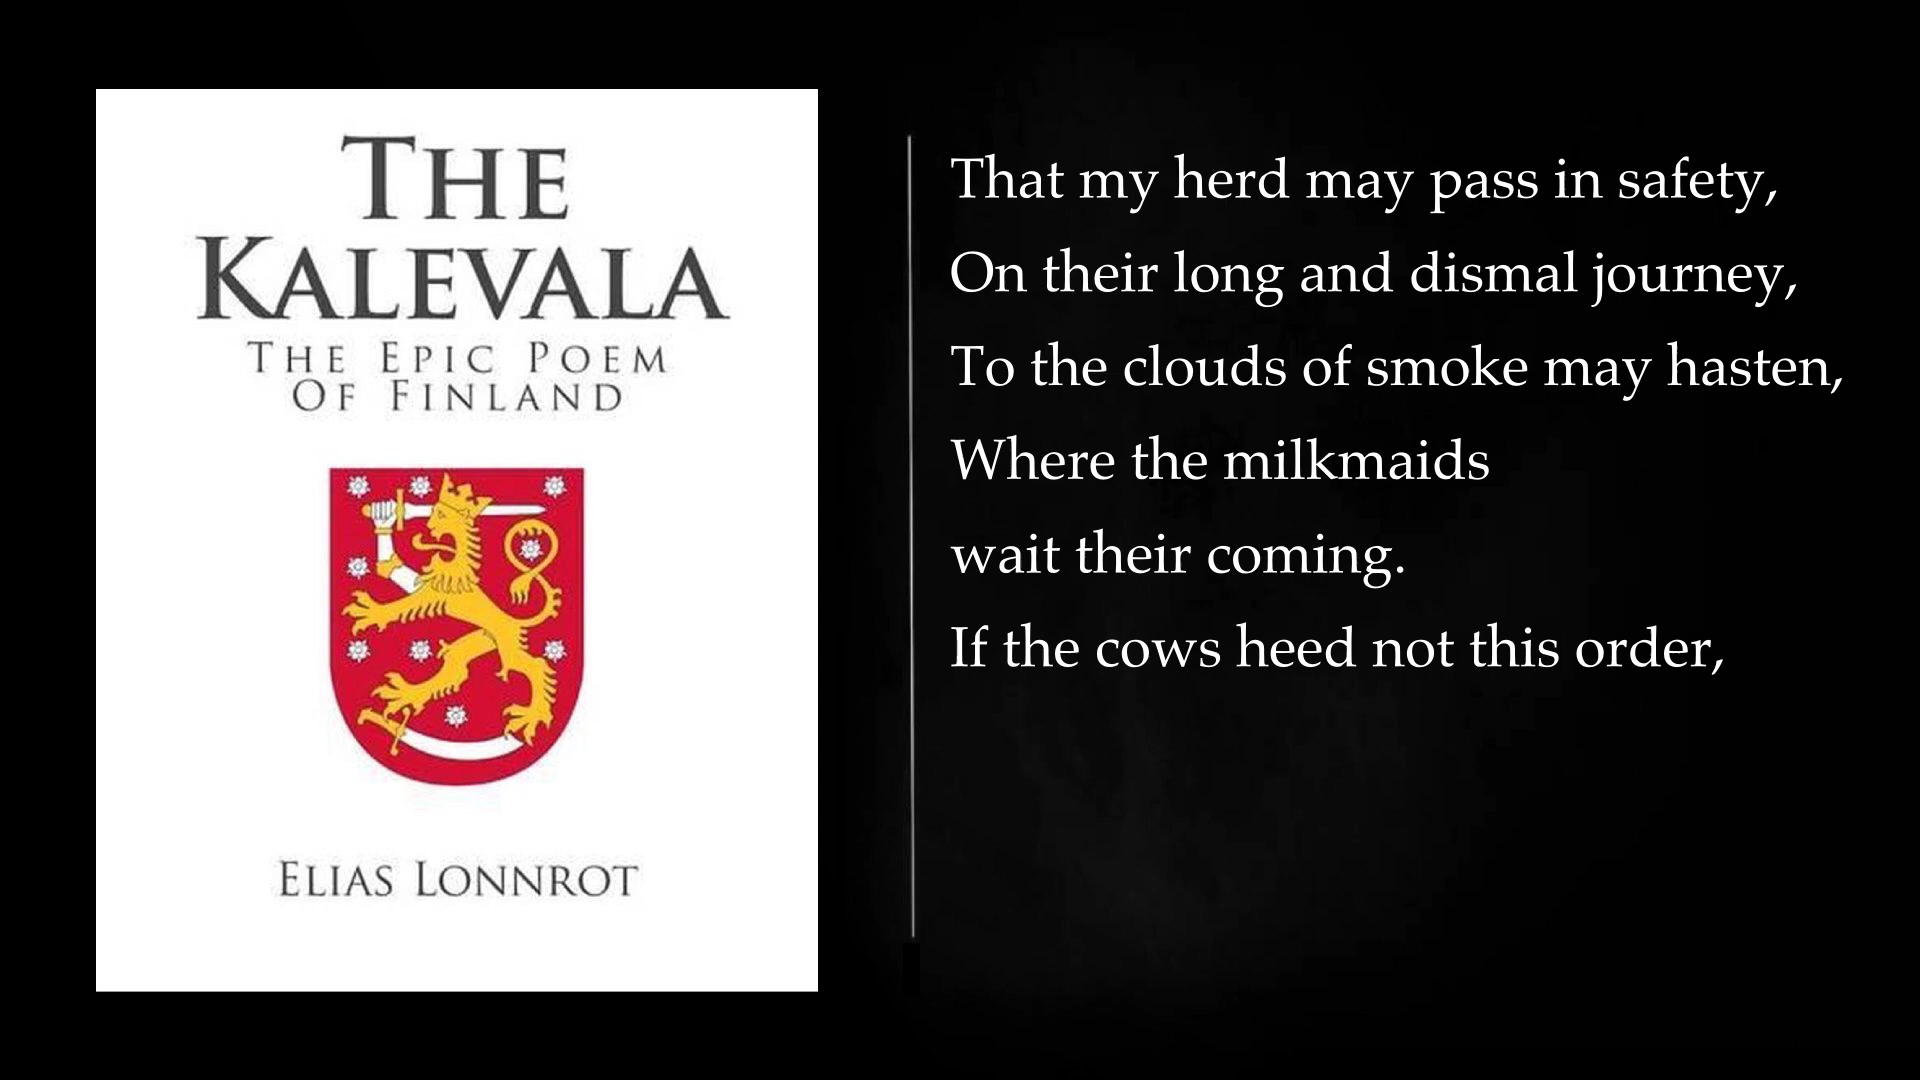 THE
KALEVALA
THE EPIC POEM
OF FINLAND
ELIAS LONNROT
That my herd may pass in safety,
On their long and dismal journey,
To the clouds of smoke may hasten,
Where the milkmaids
wait their coming.
If the cows heed not this order,